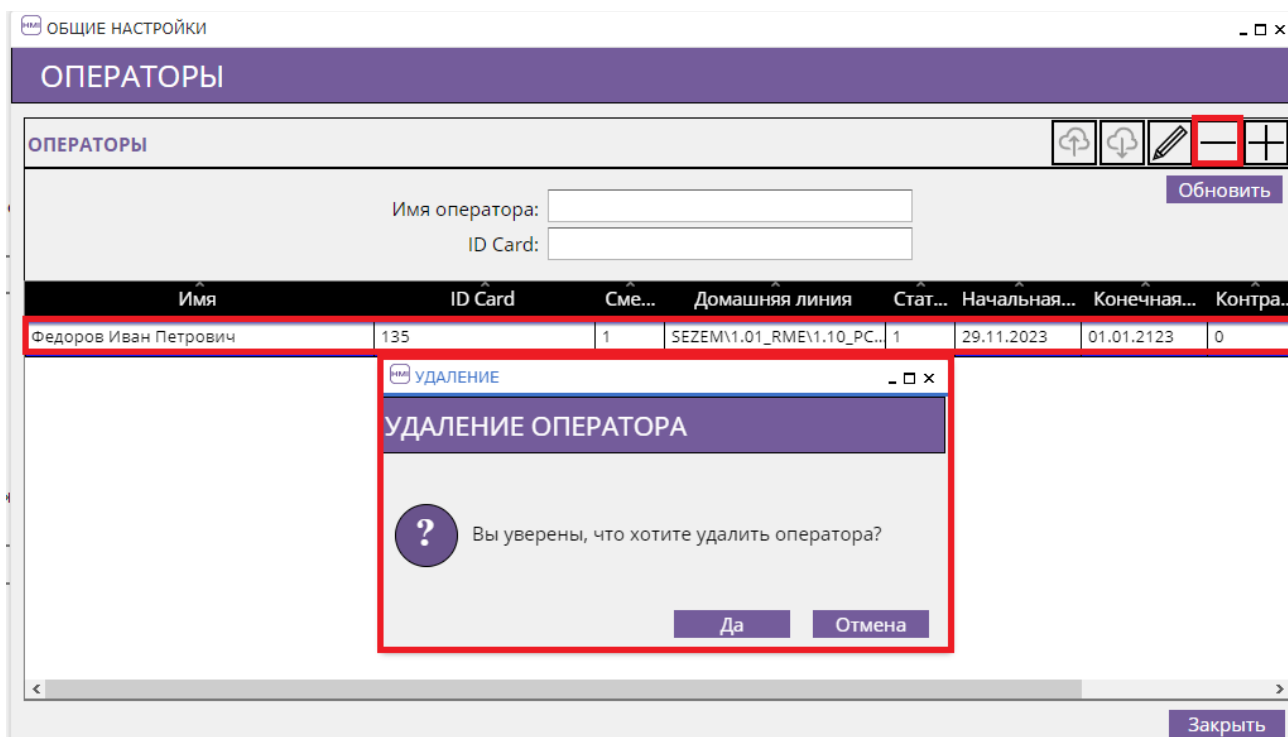 HMI ОБЩИЕ НАСТРОЙКИ
ОПЕРАТОРЫ
ОПЕРАТОРЫ
Обновить
Имя оператора:
ID Card:
Имя ID Card Сме... Домашняя линия Стат... Начальная... Конечная... Контра...
Федоров Иван Петрович 135 1 SEZEM\1.01_RME\1.10_PC... 1 29.11.2023 01.01.2123 0
HMI УДАЛЕНИЕ
УДАЛЕНИЕ ОПЕРАТОРА
? Вы уверены, что хотите удалить оператора?
Да Отмена
Закрыть